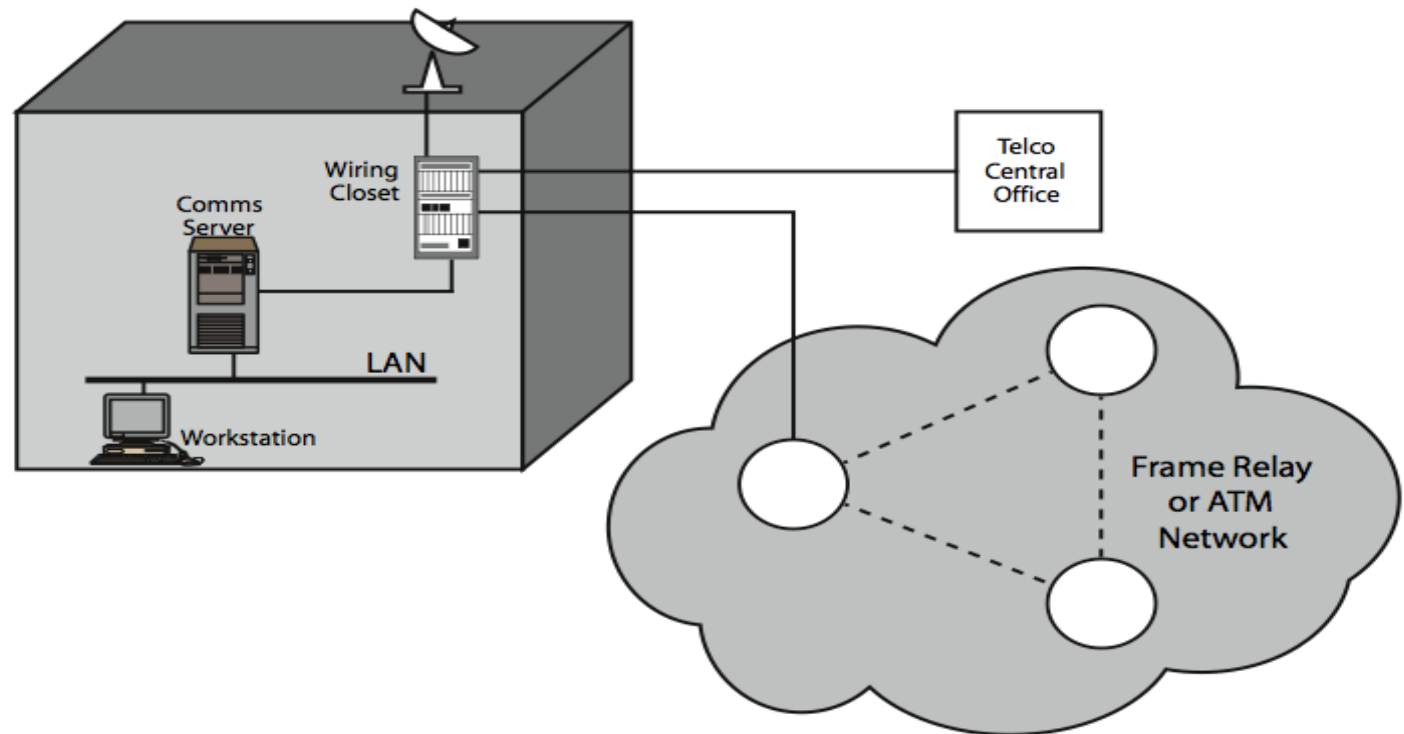 Wiring
Closet
Comms
Server
LAN
Workstation
Telco
Central
Office
Frame Relay
or ATM
Network